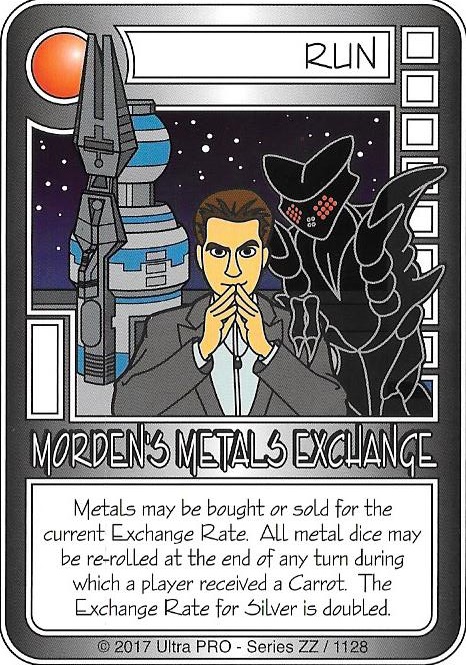 RUN
MORDEN'S METALS EXCHANGE
Metals may be bought or sold for the
current Exchange Rate. All metal dice may
be re-rolled at the end of any turn during
which a player received a Carrot. The
Exchange Rate for Silver is doubled.
© 2017 Ultra PRO - Series ZZ / 1128